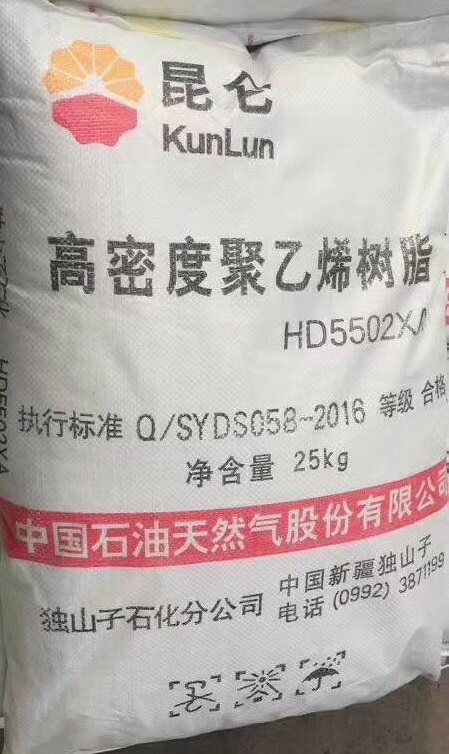 昆仑
KunLun
高密度聚乙烯树脂
HD5502XA
执行标准 Q/SYDS058-2016 等级 合格
净含量 25kg
中国石油天然气股份有限公司
独山子石化分公司
中国新疆独山子
电话 (0992) 3871199
HD5502XA